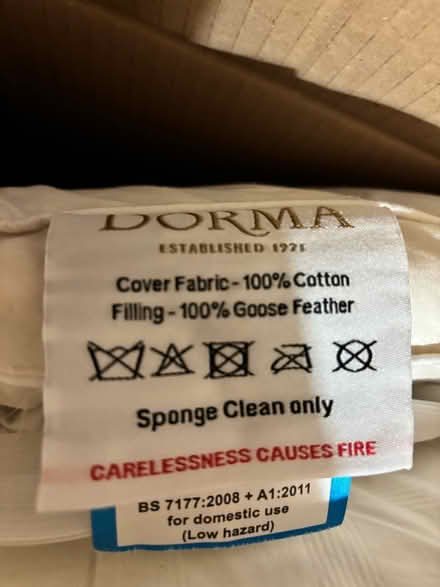 DORMA
ESTABLISHED 1921
Cover Fabric - 100% Cotton
Filling - 100% Goose Feather
Sponge Clean only
CARELESSNESS CAUSES FIRE
BS 7177:2008 + A1:2011
for domestic use
(Low hazard)